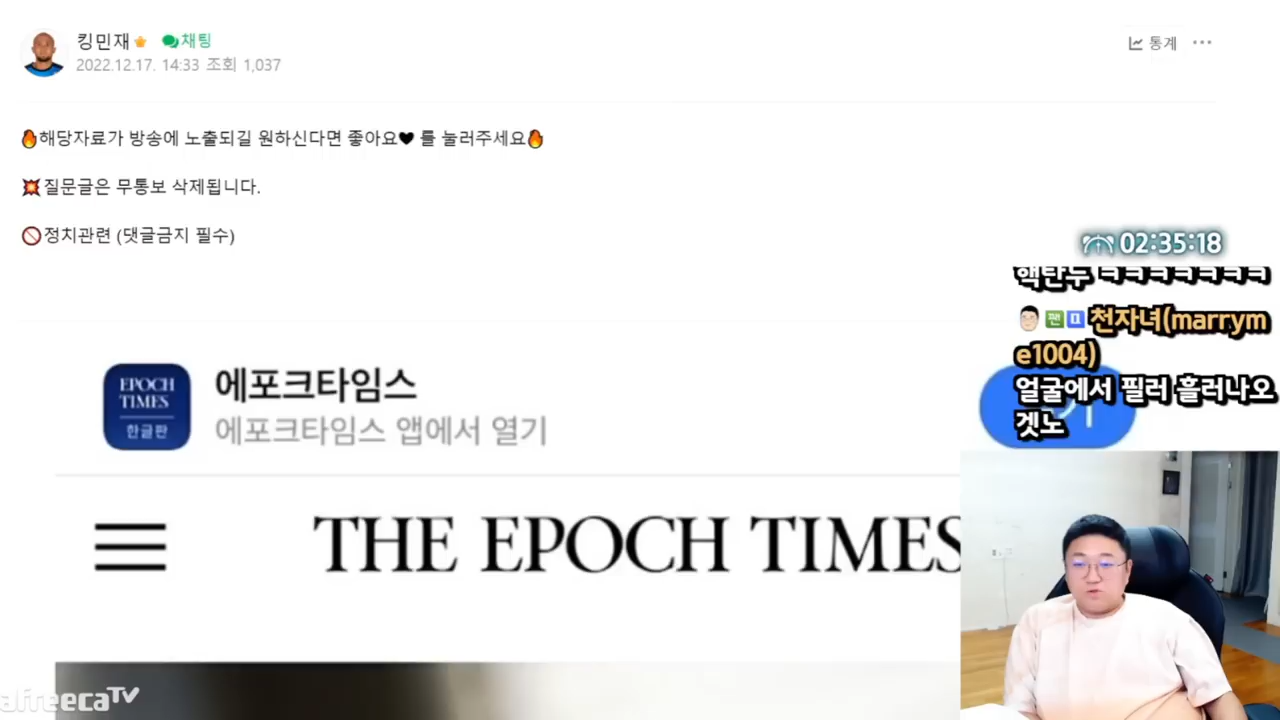 킹민재 채팅
2022.12.17. 14:33 조회 1,037
통계
🔥해당자료가 방송에 노출되길 원하신다면 좋아요🖤 를 눌러주세요🔥
💥질문글은 무통보 삭제됩니다.
🚫정치관련 (댓글금지 필수)
02:35:18
ㅋㅋㅋㅋㅋㅋㅋ
팬 천자녀(marrym
e1004)
얼굴에서 필러 흘러나오
겟노
EPOCH
TIMES
한글판
에포크타임스
에포크타임스 앱에서 열기
THE EPOCH TIMES
afreecaTV